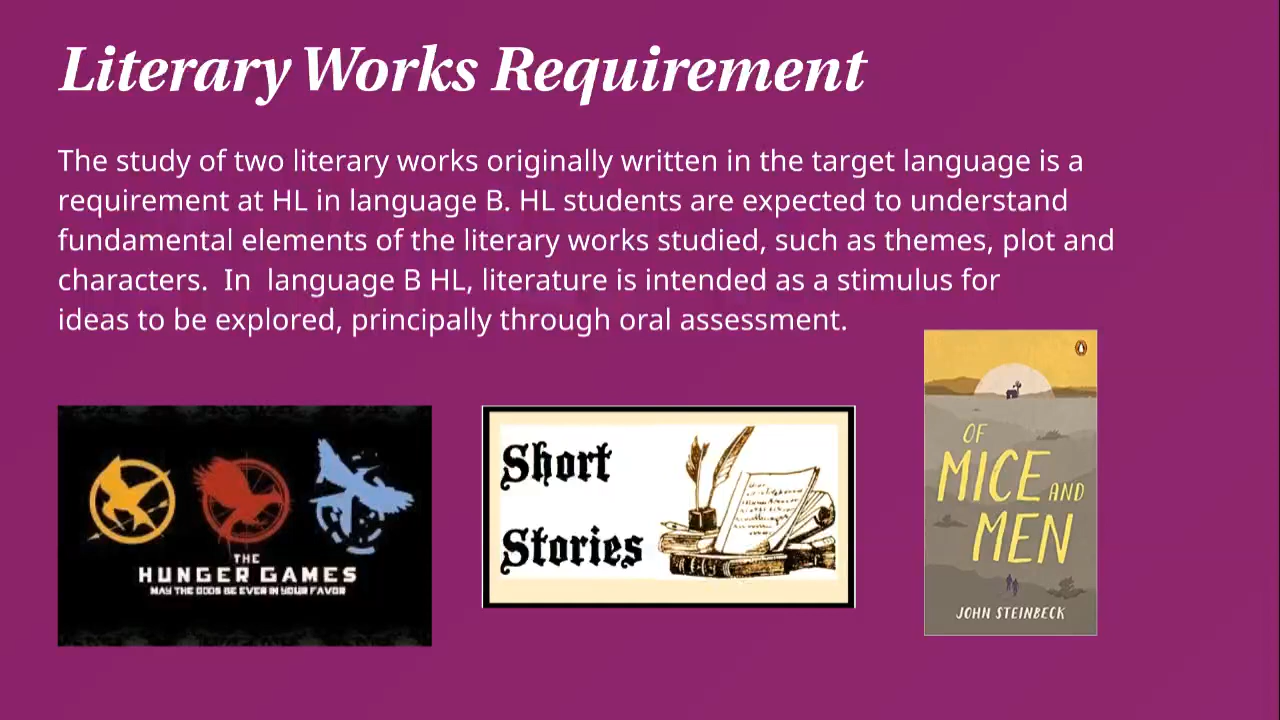 Literary Works Requirement
The study of two literary works originally written in the target language is a
requirement at HL in language B. HL students are expected to understand
fundamental elements of the literary works studied, such as themes, plot and
characters.  In  language B HL, literature is intended as a stimulus for
ideas to be explored, principally through oral assessment.
THE
HUNGER GAMES
MAY THE ODDS BE EVER IN YOUR FAVOR
Short
Stories
OF
MICE AND
MEN
JOHN STEINBECK